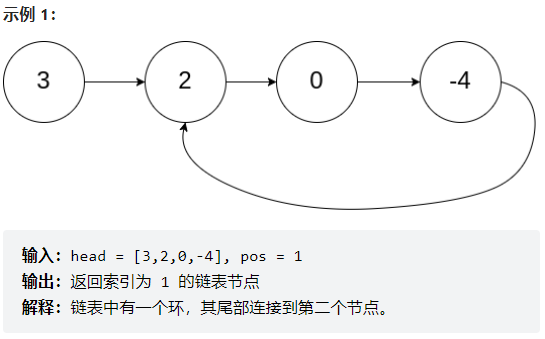 示例 1：
3 2 0 -4
输入：head = [3,2,0,-4], pos = 1
输出：返回索引为 1 的链表节点
解释：链表中有一个环，其尾部连接到第二个节点。